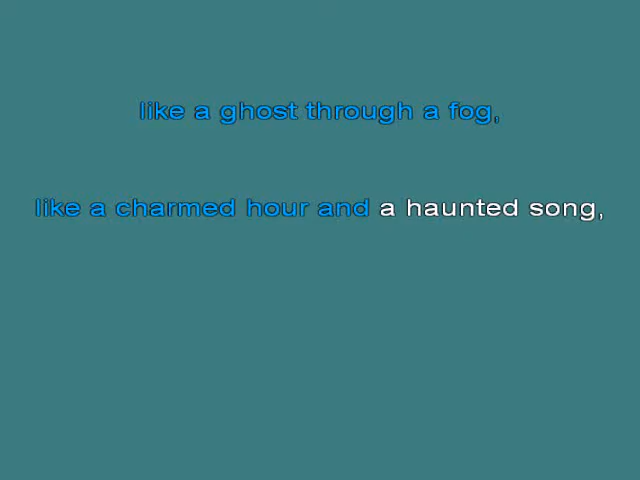 like a ghost through a fog,
like a charmed hour and a haunted song,